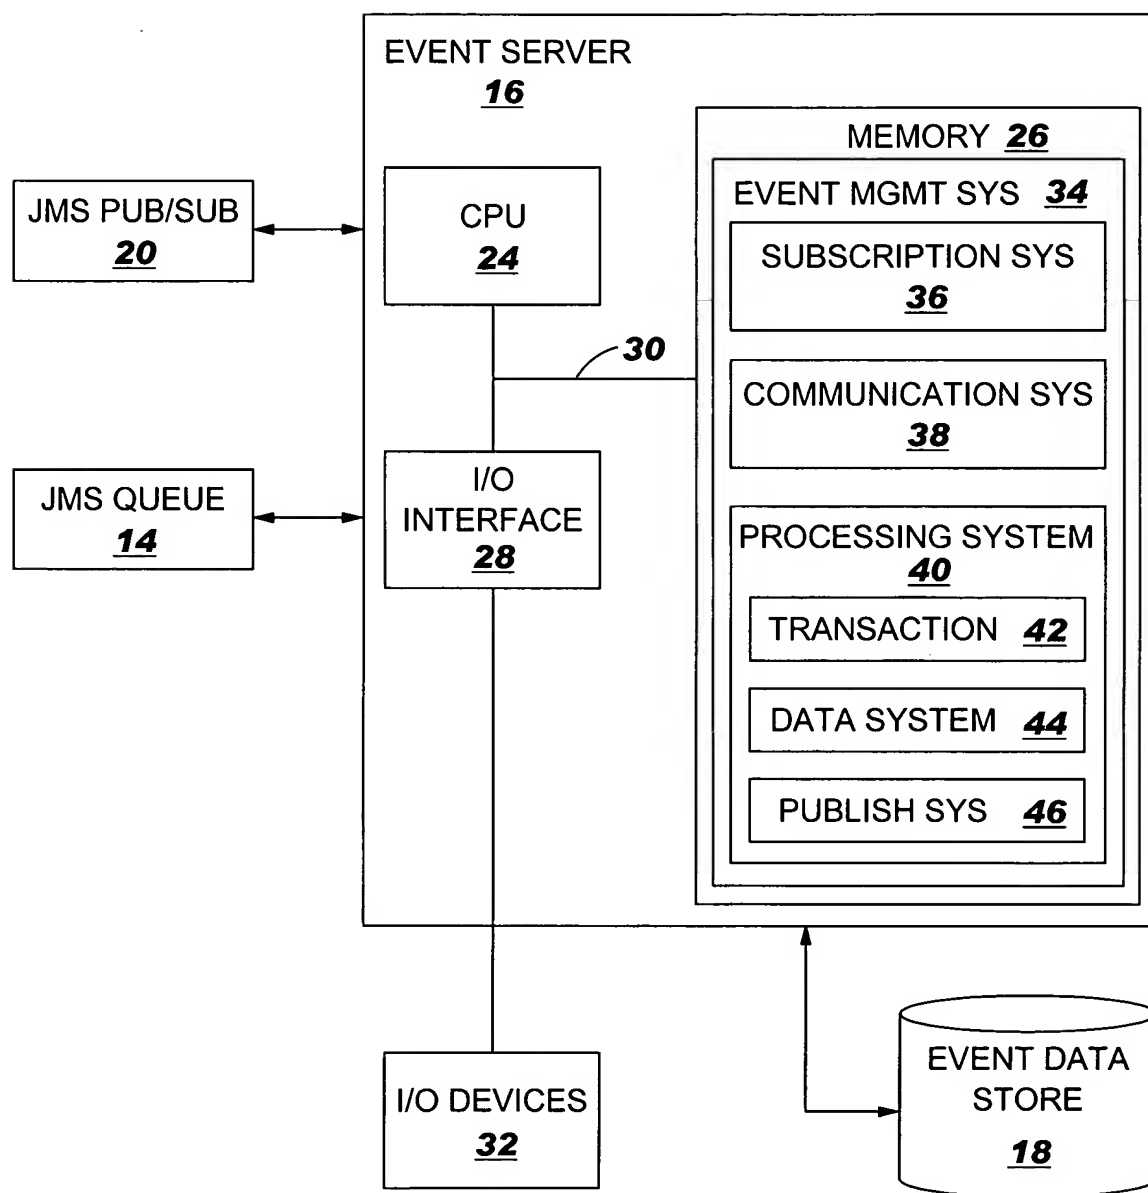 EVENT SERVER
16
MEMORY 26
EVENT MGMT SYS 34
JMS PUB/SUB
20
CPU
24
SUBSCRIPTION SYS
36
30
COMMUNICATION SYS
38
JMS QUEUE
14
I/O
INTERFACE
28
PROCESSING SYSTEM
40
TRANSACTION 42
DATA SYSTEM 44
PUBLISH SYS 46
I/O DEVICES
32
EVENT DATA
STORE
18